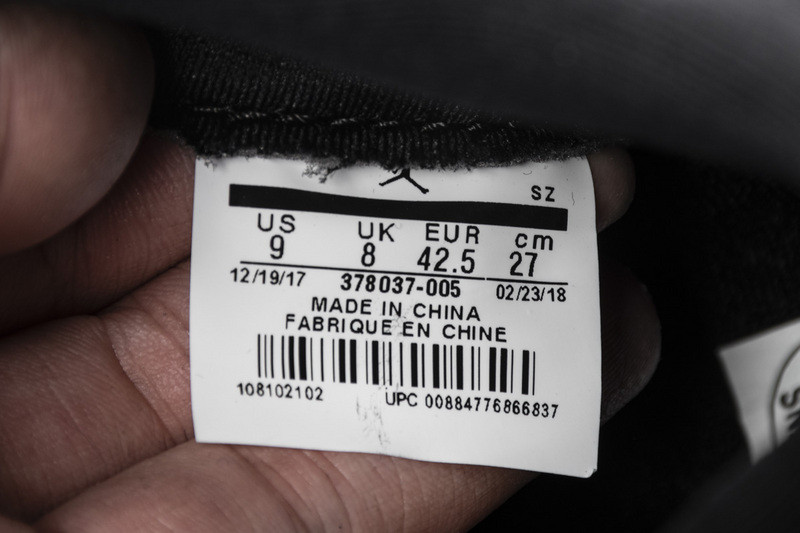 SZ
US UK EUR cm
9 8 42.5 27
12/19/17 378037-005 02/23/18
MADE IN CHINA
FABRIQUE EN CHINE
108102102 UPC 00884776866837